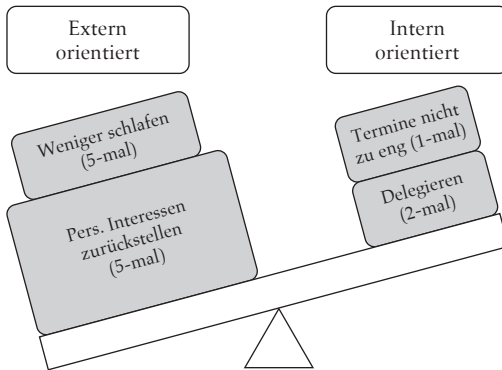 Extern
orientiert
Intern
orientiert
Weniger schlafen
(5-mal)
Pers. Interessen
zurückstellen
(5-mal)
Termine nicht
zu eng (1-mal)
Delegieren
(2-mal)